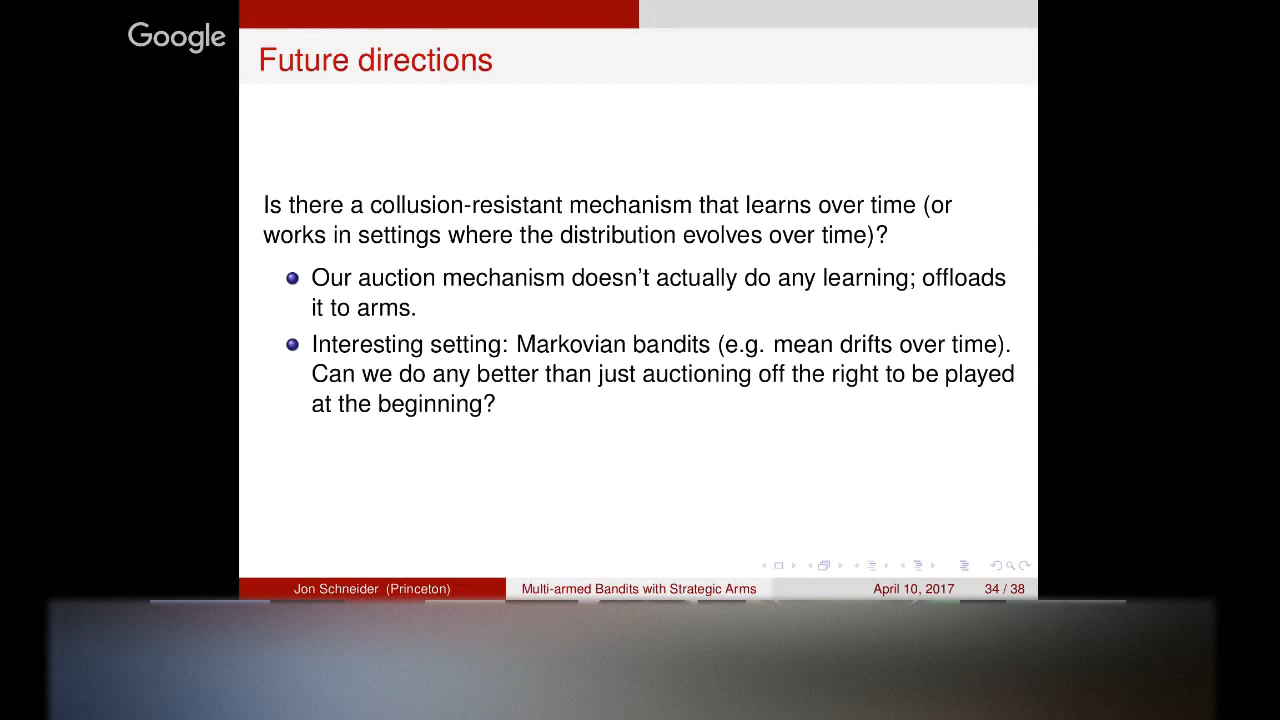 Google
Future directions
Is there a collusion-resistant mechanism that learns over time (or
works in settings where the distribution evolves over time)?
Our auction mechanism doesn't actually do any learning; offloads
it to arms.
Interesting setting: Markovian bandits (e.g. mean drifts over time).
Can we do any better than just auctioning off the right to be played
at the beginning?
Jon Schneider (Princeton) Multi-armed Bandits with Strategic Arms April 10, 2017 34 / 38